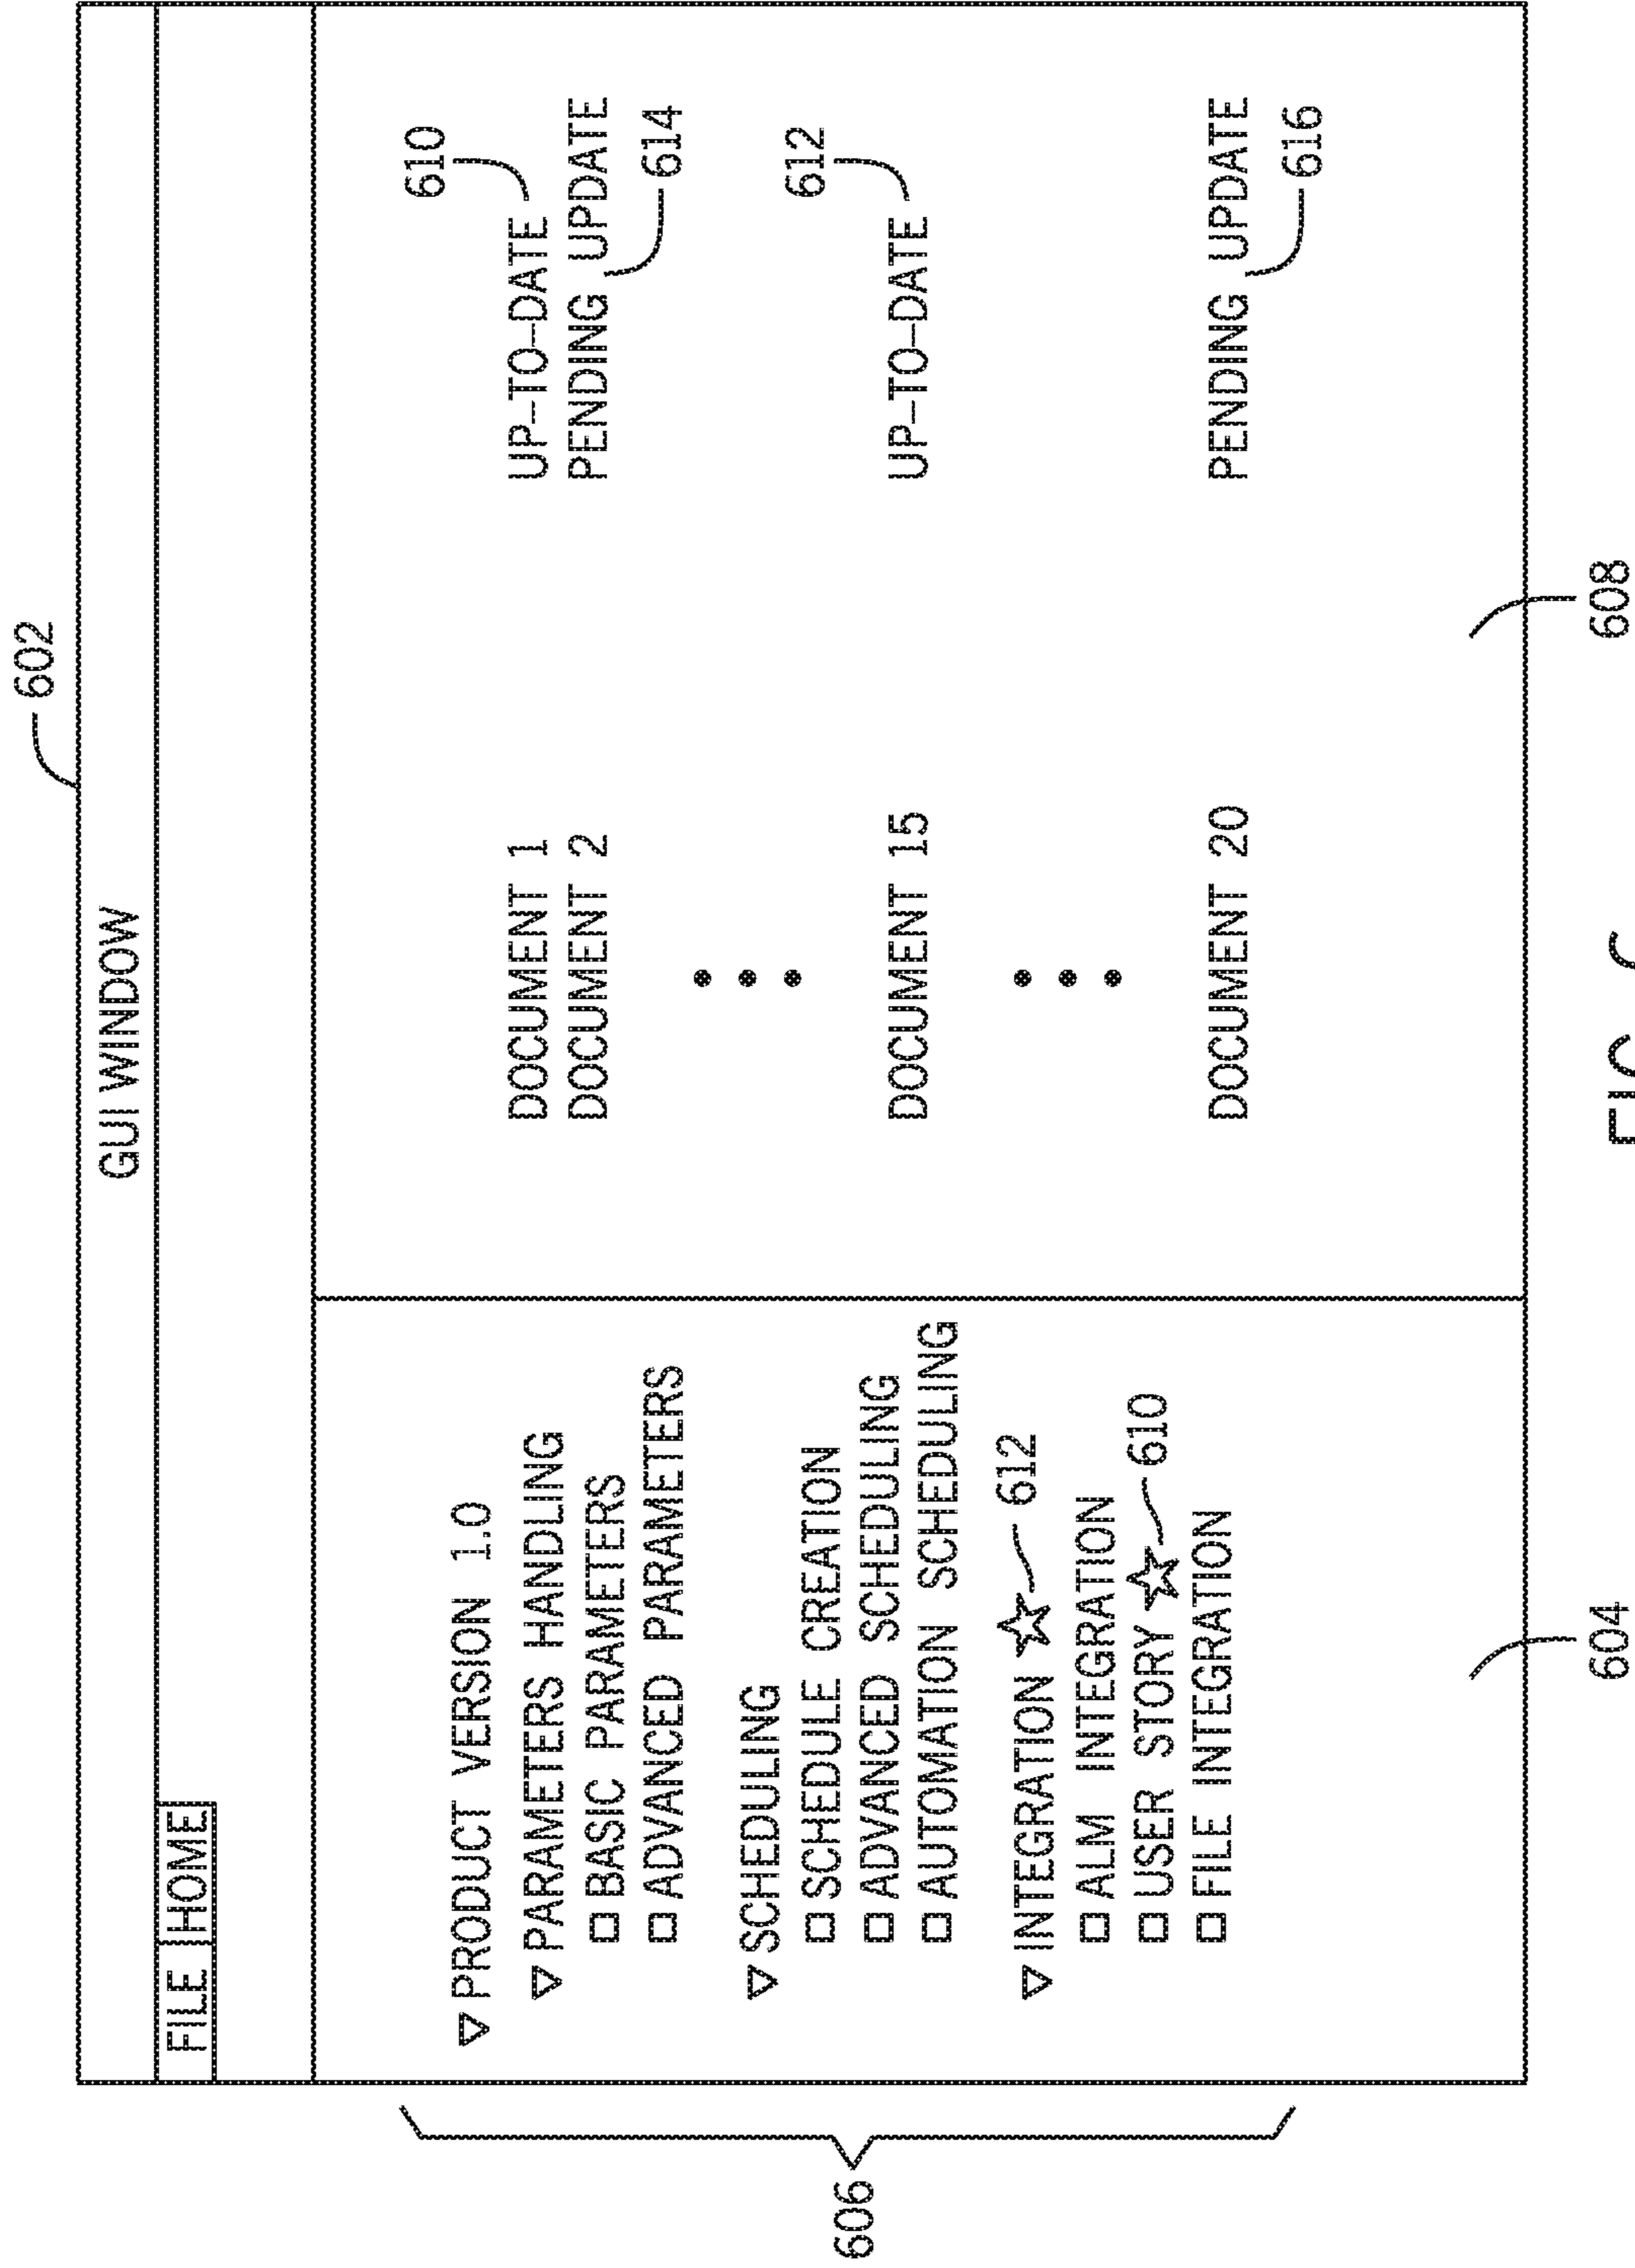 602
GUI WINDOW
FILE HOME
PRODUCT VERSION 1.0
PARAMETERS HANDLING
BASIC PARAMETERS
ADVANCED PARAMETERS
SCHEDULING
SCHEDULE CREATION
ADVANCED SCHEDULING
AUTOMATION SCHEDULING
INTEGRATION 612
ALM INTEGRATION
USER STORY 610
FILE INTEGRATION
606
604
610
DOCUMENT 1 UP-TO-DATE
DOCUMENT 2 PENDING UPDATE
614
612
DOCUMENT 15 UP-TO-DATE
DOCUMENT 20 PENDING UPDATE
616
608